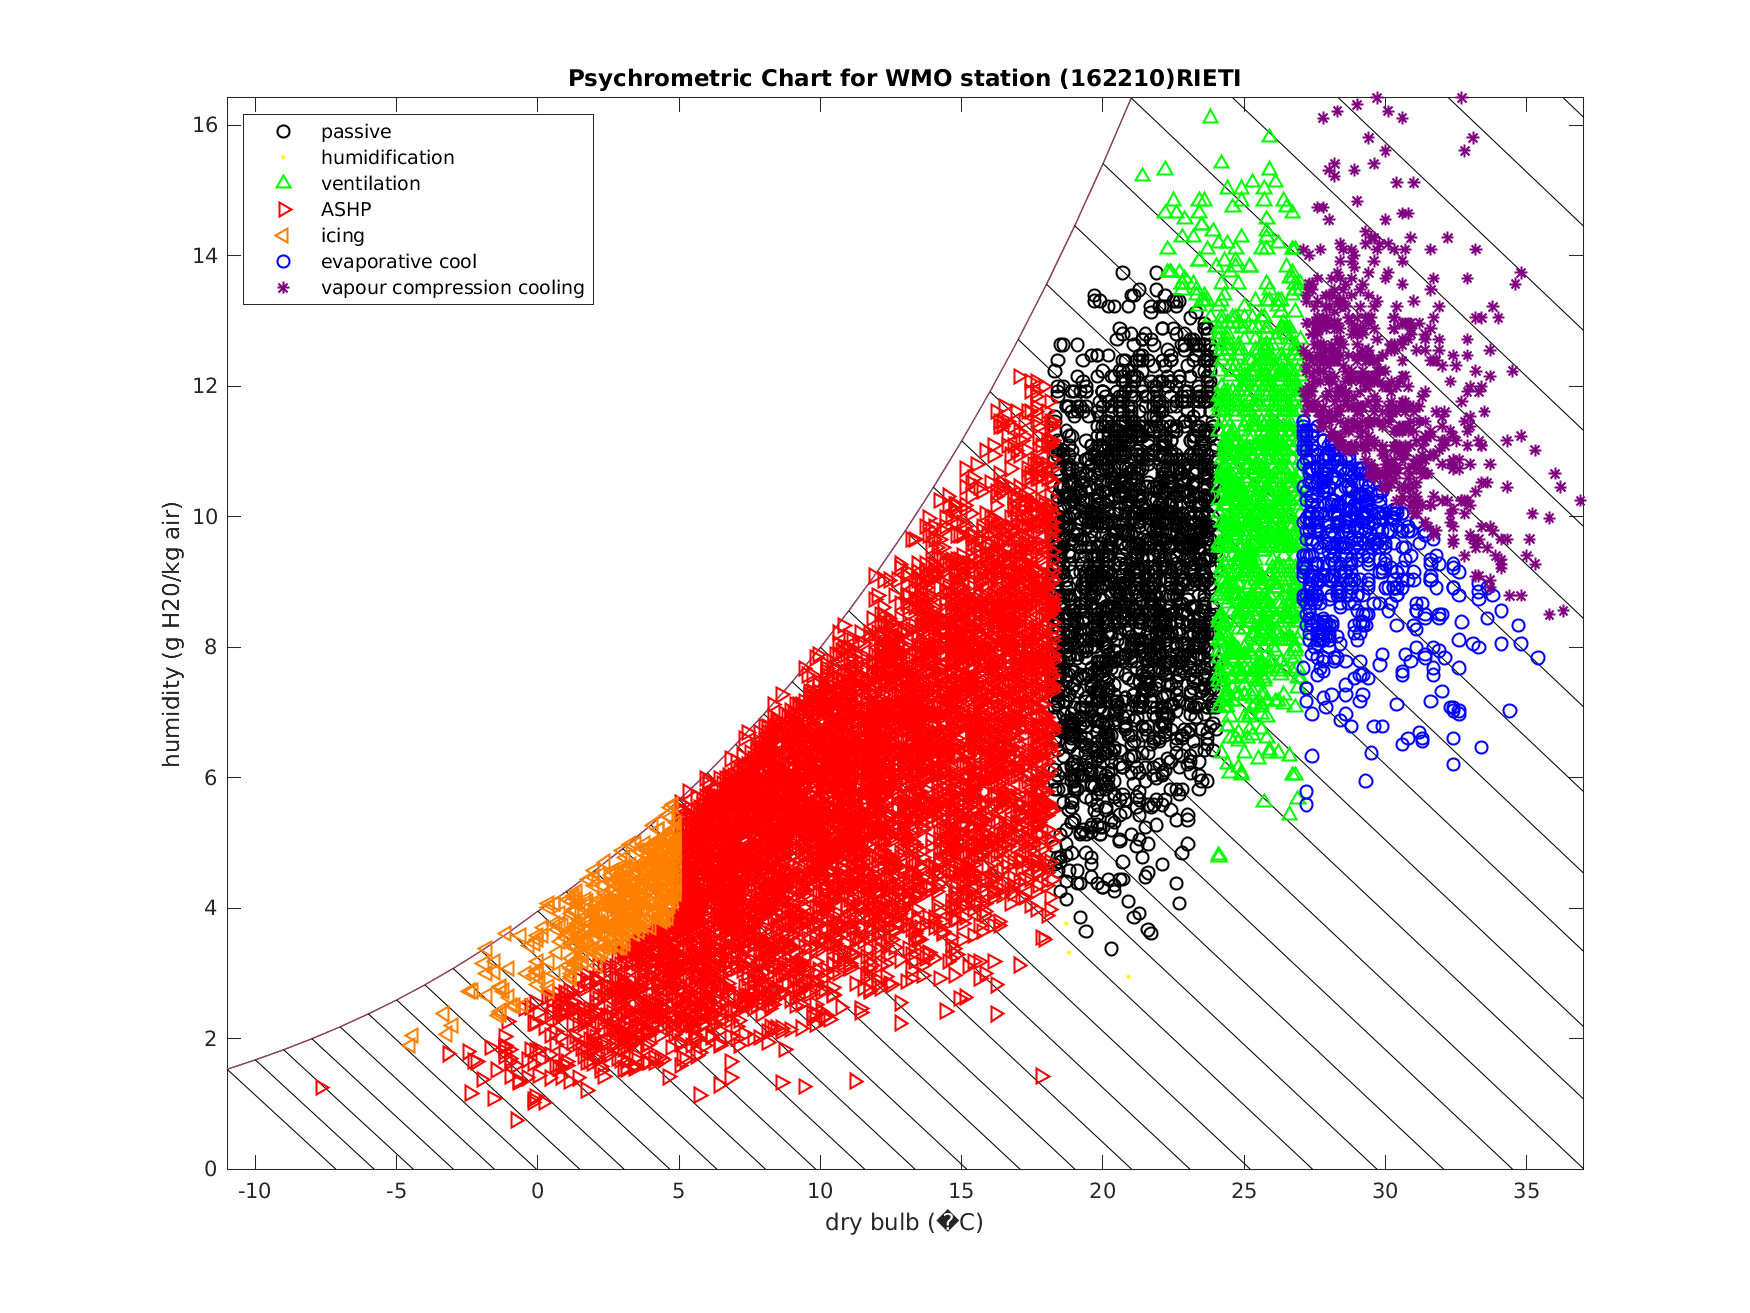 Psychrometric Chart for WMO station (162210)RIETI
passive
humidification
ventilation
ASHP
icing
evaporative cool
vapour compression cooling
16
14
12
10
8
6
4
2
0
humidity (g H20/kg air)
-10 -5 0 5 10 15 20 25 30 35
dry bulb (�C)